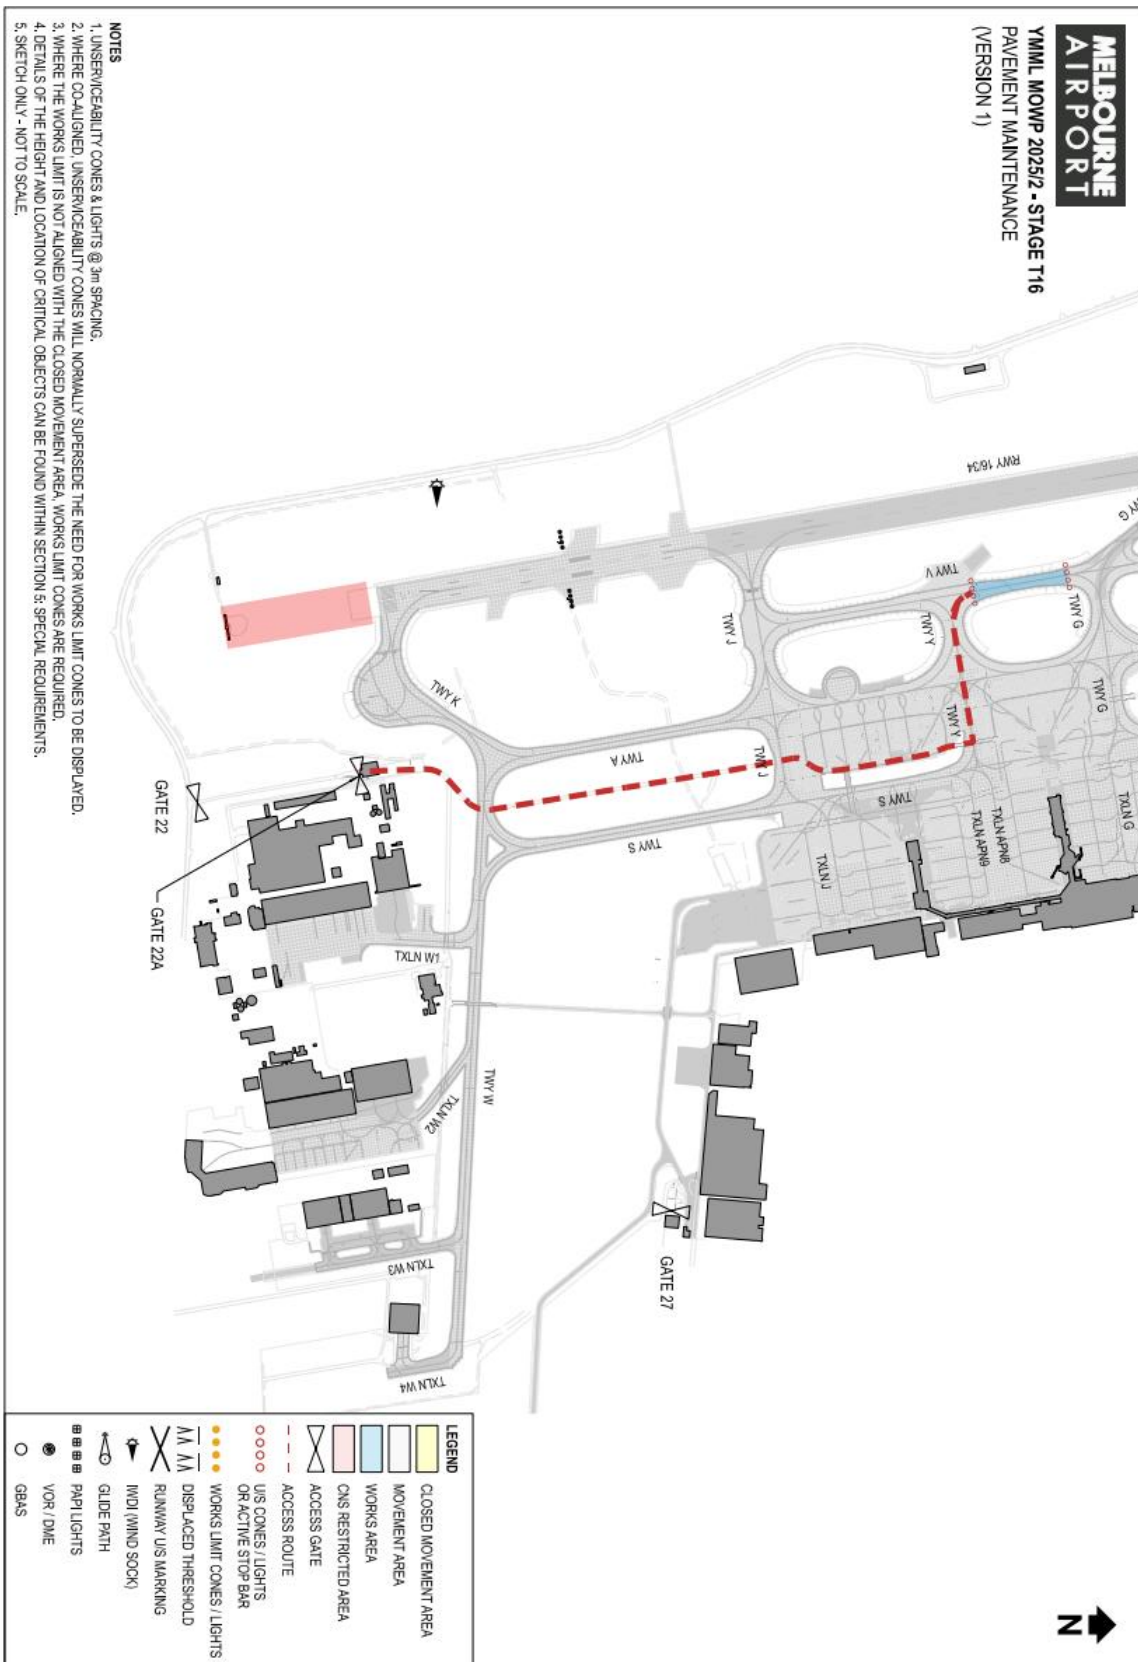 MELBOURNE
AIRPORT
YMML MOWP 2025/2 - STAGE T16
PAVEMENT MAINTENANCE
(VERSION 1)
N
RWY 16/34
TWY G
TWY V
TWY G
TWY G
TXLN G
TWY Y
TWY Y
TWY J
TWY J
TWY K
TWY A
TWY S
TWY S
TXLN APN8
TXLN APN9
TXLN J
TXLN W1
TWY W
TXLN W2
TXLN W3
TXLN W4
GATE 22
GATE 22A
GATE 27
NOTES
1. UNSERVICEABILITY CONES & LIGHTS @ 3m SPACING.
2. WHERE CO-ALIGNED, UNSERVICEABILITY CONES WILL NORMALLY SUPERSEDE THE NEED FOR WORKS LIMIT CONES TO BE DISPLAYED.
3. WHERE THE WORKS LIMIT IS NOT ALIGNED WITH THE CLOSED MOVEMENT AREA, WORKS LIMIT CONES ARE REQUIRED.
4. DETAILS OF THE HEIGHT AND LOCATION OF CRITICAL OBJECTS CAN BE FOUND WITHIN SECTION 5: SPECIAL REQUIREMENTS.
5. SKETCH ONLY - NOT TO SCALE.
LEGEND
CLOSED MOVEMENT AREA
MOVEMENT AREA
WORKS AREA
CNS RESTRICTED AREA
ACCESS GATE
ACCESS ROUTE
U/S CONES / LIGHTS
OR ACTIVE STOP BAR
WORKS LIMIT CONES / LIGHTS
DISPLACED THRESHOLD
RUNWAY U/S MARKING
IWDI (WIND SOCK)
GLIDE PATH
PAPI LIGHTS
VOR / DME
GBAS